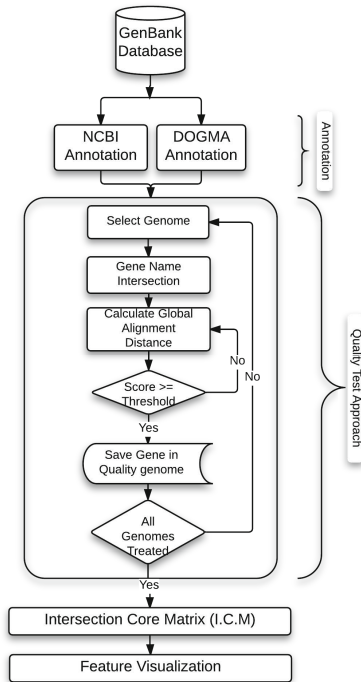 GenBank
Database
NCBI
Annotation
DOGMA
Annotation
Annotation
Select Genome
Gene Name
Intersection
Calculate Global
Alignment
Distance
No
No
Score >=
Threshold
Yes
Quality Test Approach
Save Gene in
Quality genome
All
Genomes
Treated
Yes
Intersection Core Matrix (I.C.M)
Feature Visualization